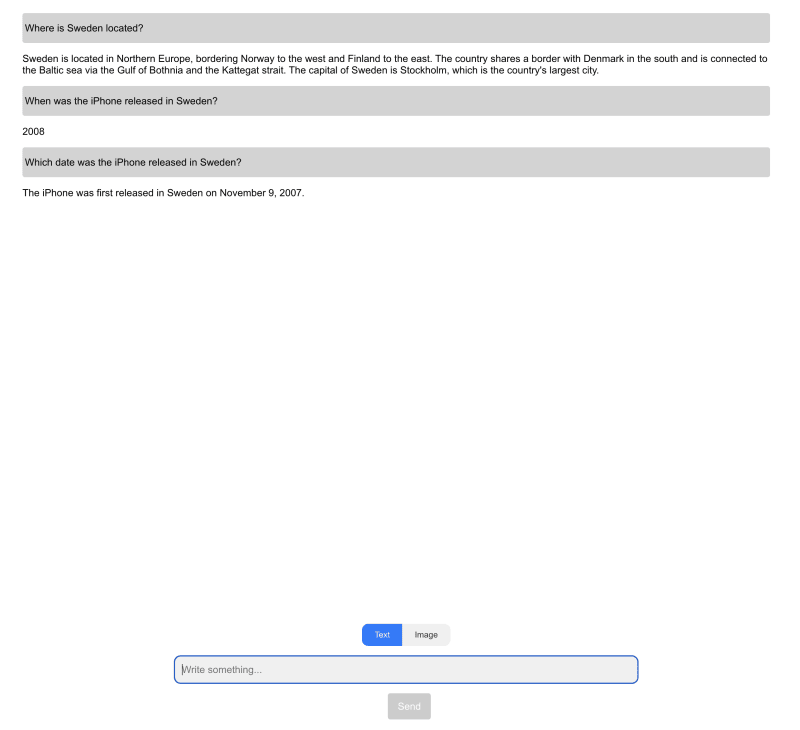 Where is Sweden located?
Sweden is located in Northern Europe, bordering Norway to the west and Finland to the east. The country shares a border with Denmark in the south and is connected to
the Baltic sea via the Gulf of Bothnia and the Kattegat strait. The capital of Sweden is Stockholm, which is the country's largest city.
When was the iPhone released in Sweden?
2008
Which date was the iPhone released in Sweden?
The iPhone was first released in Sweden on November 9, 2007.
Text Image
Write something...
Send